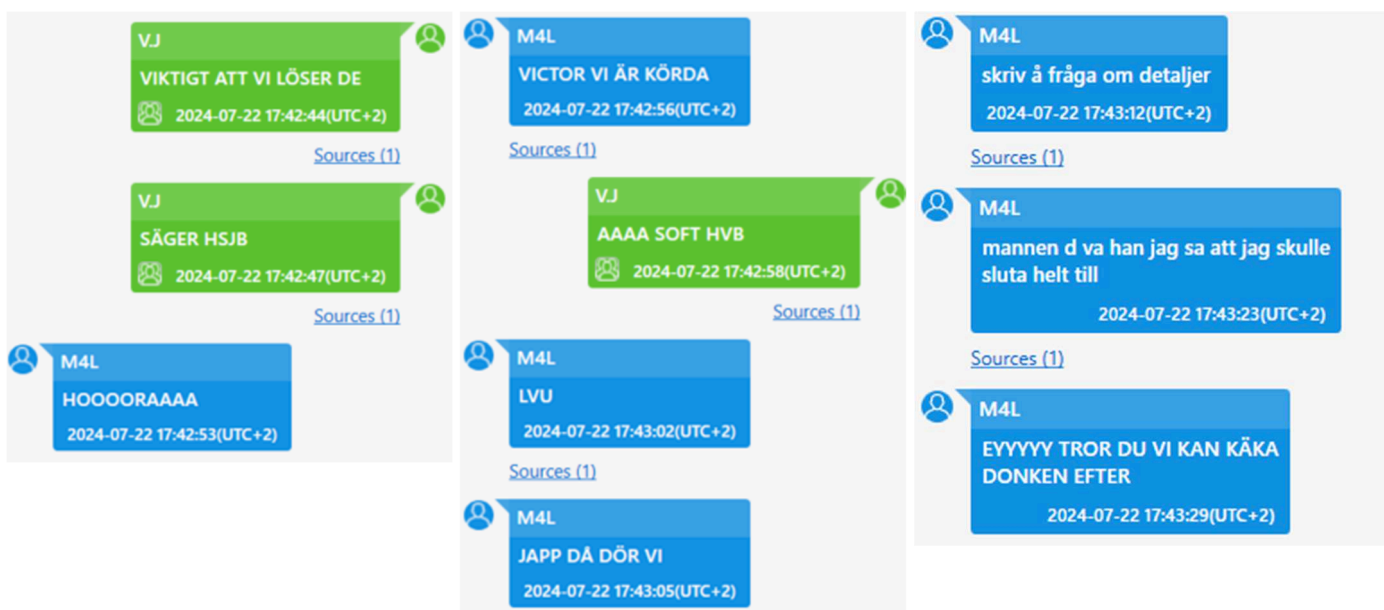 VJ
VIKTIGT ATT VI LÖSER DE
2024-07-22 17:42:44(UTC+2)
Sources (1)
VJ
SÄGER HSJB
2024-07-22 17:42:47(UTC+2)
Sources (1)
M4L
HOOOORAAAA
2024-07-22 17:42:53(UTC+2)
M4L
VICTOR VI ÄR KÖRDA
2024-07-22 17:42:56(UTC+2)
Sources (1)
VJ
AAAA SOFT HVB
2024-07-22 17:42:58(UTC+2)
Sources (1)
M4L
LVU
2024-07-22 17:43:02(UTC+2)
Sources (1)
M4L
JAPP DÅ DÖR VI
2024-07-22 17:43:05(UTC+2)
M4L
skriv å fråga om detaljer
2024-07-22 17:43:12(UTC+2)
Sources (1)
M4L
mannen d va han jag sa att jag skulle
sluta helt till
2024-07-22 17:43:23(UTC+2)
Sources (1)
M4L
EYYYYY TROR DU VI KAN KÄKA
DONKEN EFTER
2024-07-22 17:43:29(UTC+2)